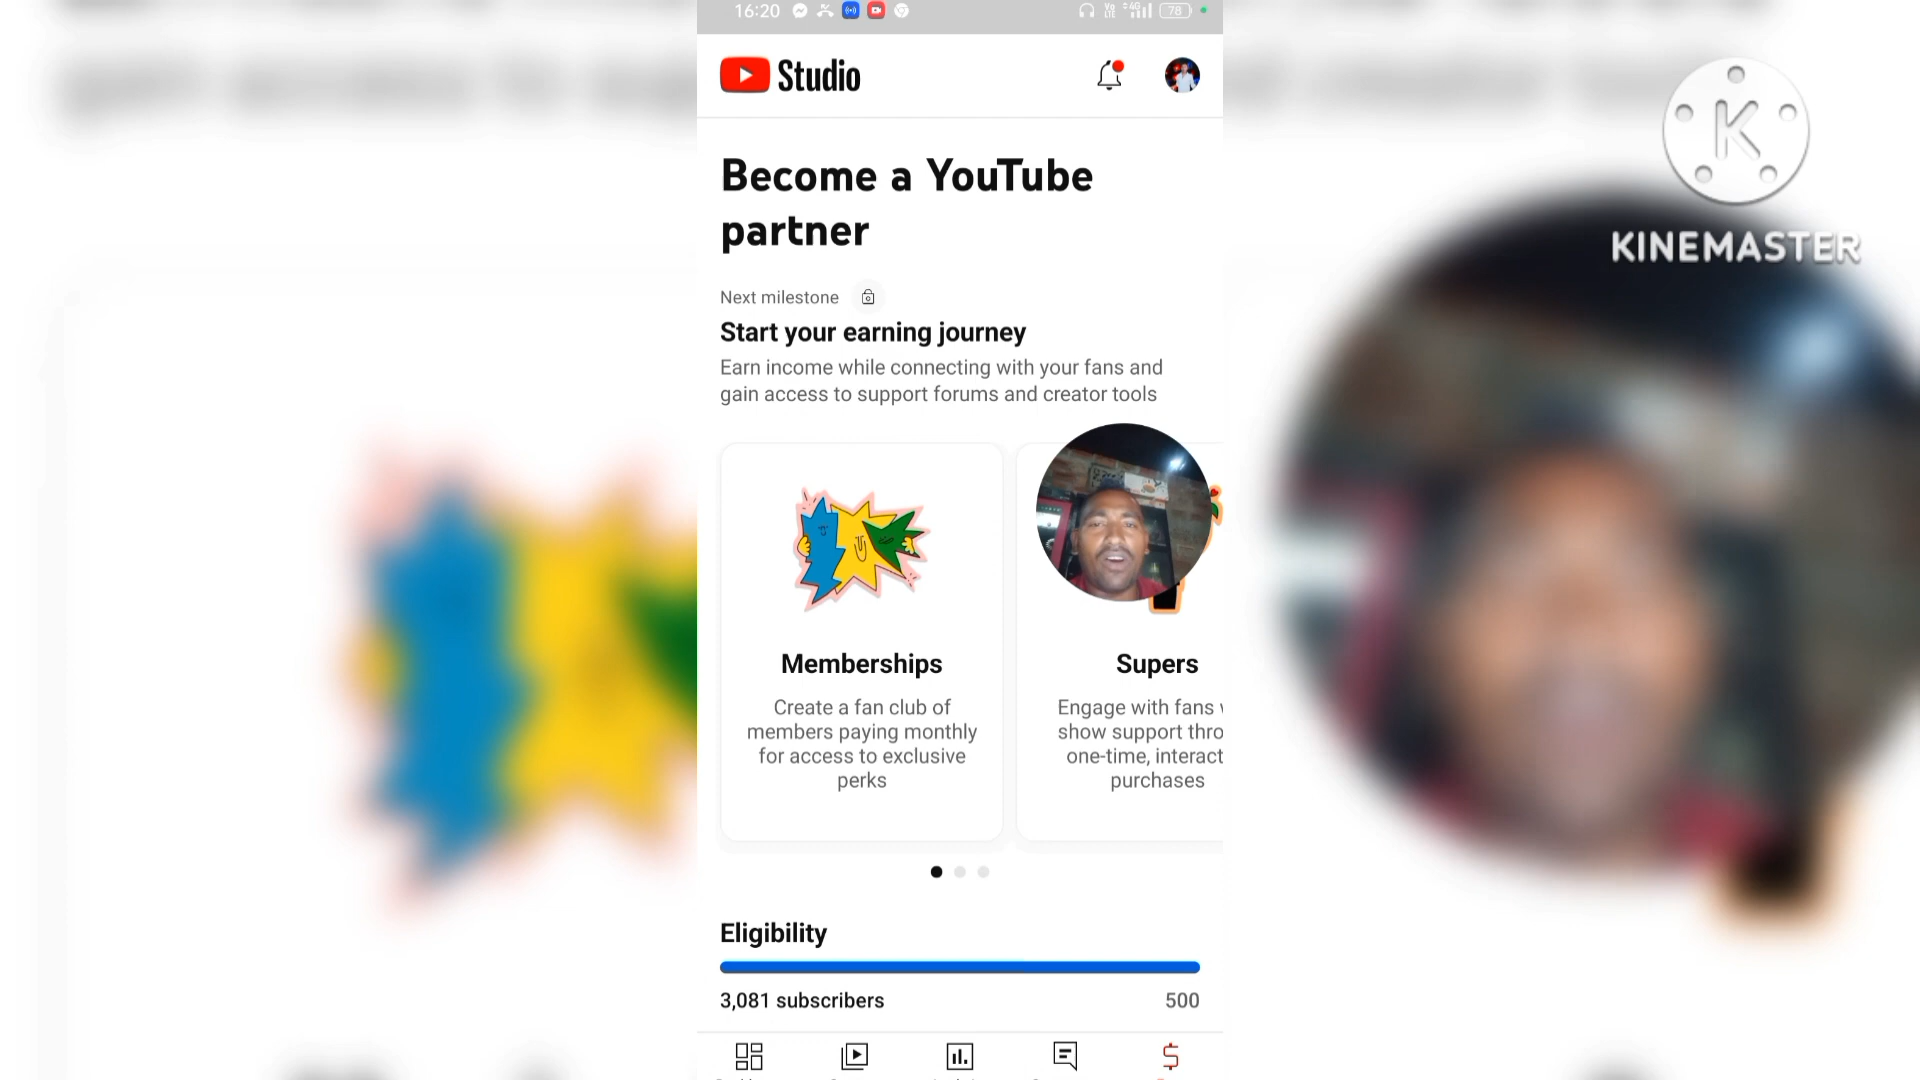 16:20
78
Studio
Become a YouTube
partner
Next milestone
Start your earning journey
Earn income while connecting with your fans and
gain access to support forums and creator tools
Memberships
Create a fan club of
members paying monthly
for access to exclusive
perks
Supers
Engage with fans
show support thro
one-time, interact
purchases
Eligibility
3,081 subscribers
500
K
KINEMASTER